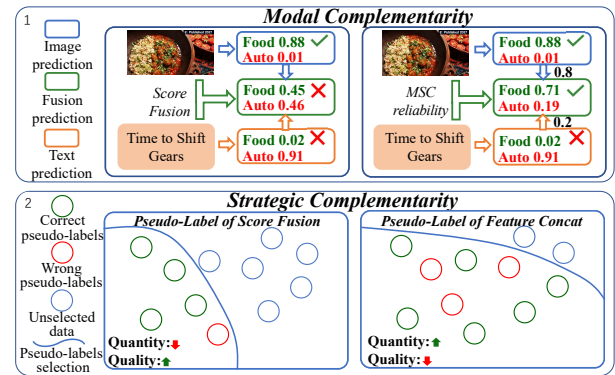 1
Modal Complementarity
Image
prediction
Fusion
prediction
Text
prediction
Food 0.88
Auto 0.01
Score
Fusion
Food 0.45
Auto 0.46
Time to Shift
Gears
Food 0.02
Auto 0.91
Food 0.88
Auto 0.01
0.8
MSC
reliability
Food 0.71
Auto 0.19
0.2
Time to Shift
Gears
Food 0.02
Auto 0.91
2
Strategic Complementarity
Correct
pseudo-labels
Wrong
pseudo-labels
Unselected
data
Pseudo-labels
selection
Pseudo-Label of Score Fusion
Quantity:
Quality:
Pseudo-Label of Feature Concat
Quantity:
Quality: